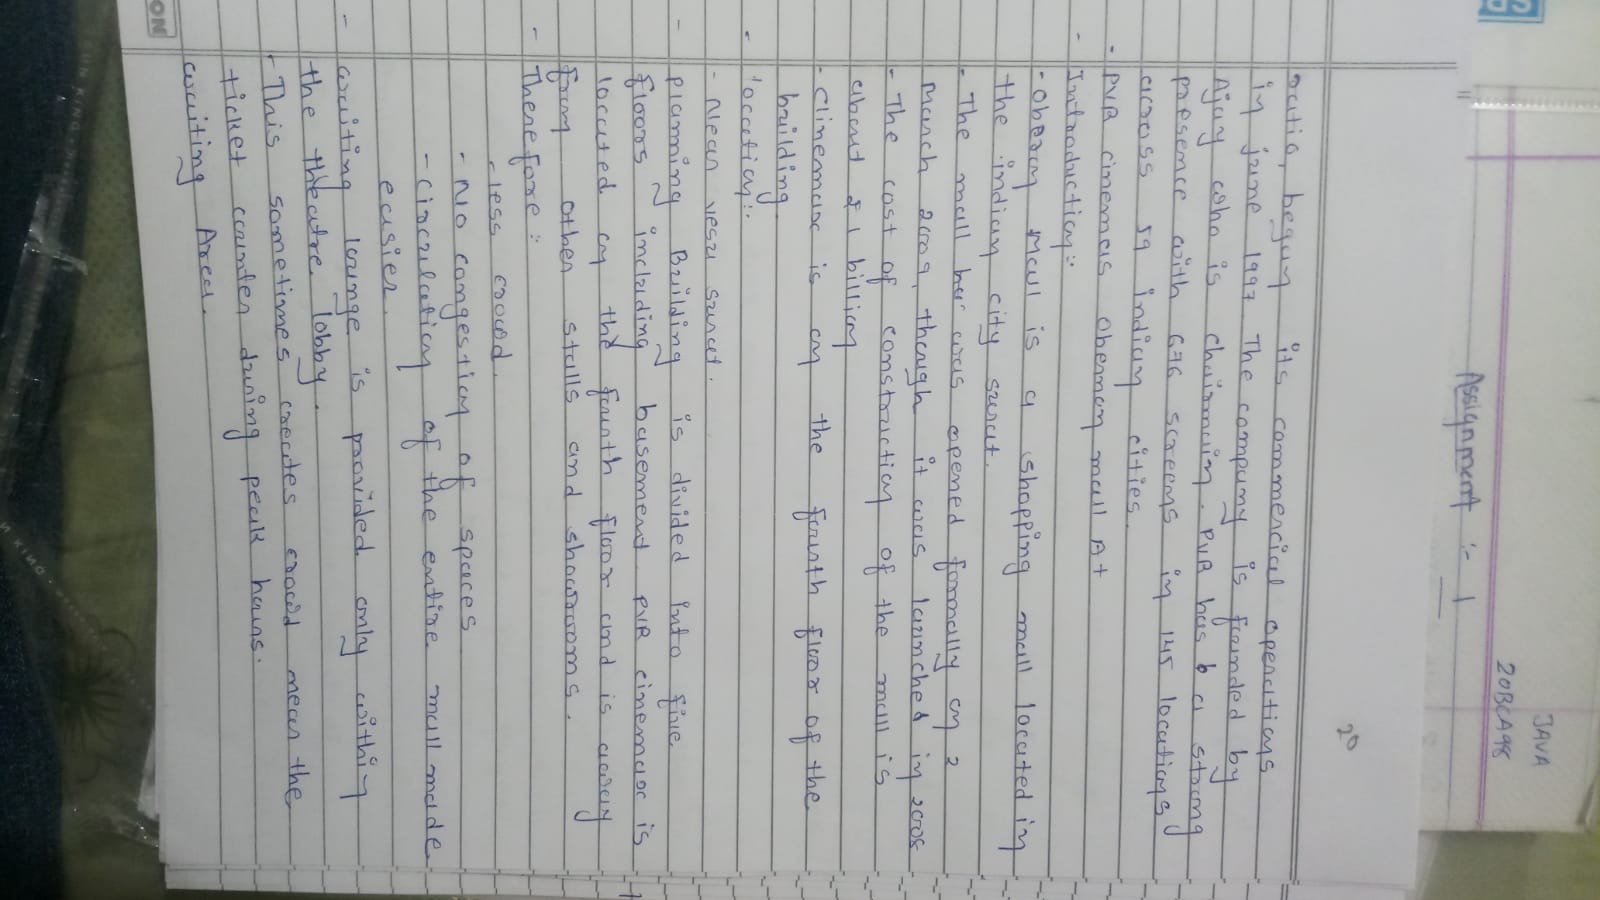 JAVA
20BCA98
Assignment :- 1
20
ratio, begun its commercial operations
in june 1997. The company is founded by
Ajay who is chairman. PVR has a strong
presence with 676 screens in 145 locations
across 59 indian cities.
- PVR cinemas Oberon mall At
- Introduction:-
- Oberon Mall is a shopping mall located in
the indian city surat.
- The mall was opened formally on 2
March 2009, though it was launched in 2008
- The cost of construction of the mall is
about ₤ 1 billion
- Clinemax is on the fourth floor of the
building
- location:-
- Near vesu surat.
- planning Building is divided into five
floors including basement PVR cinemax is
located on the fourth floor and is away
from other stalls and showrooms.
- Therefore :-
- less crowd.
- No congestion of spaces
- Circulation of the entire mall made
easier.
- waiting lounge is provided only within
the theatre lobby.
- This sometimes creates crowd near the
ticket counter during peak hours.
waiting Area.
ON